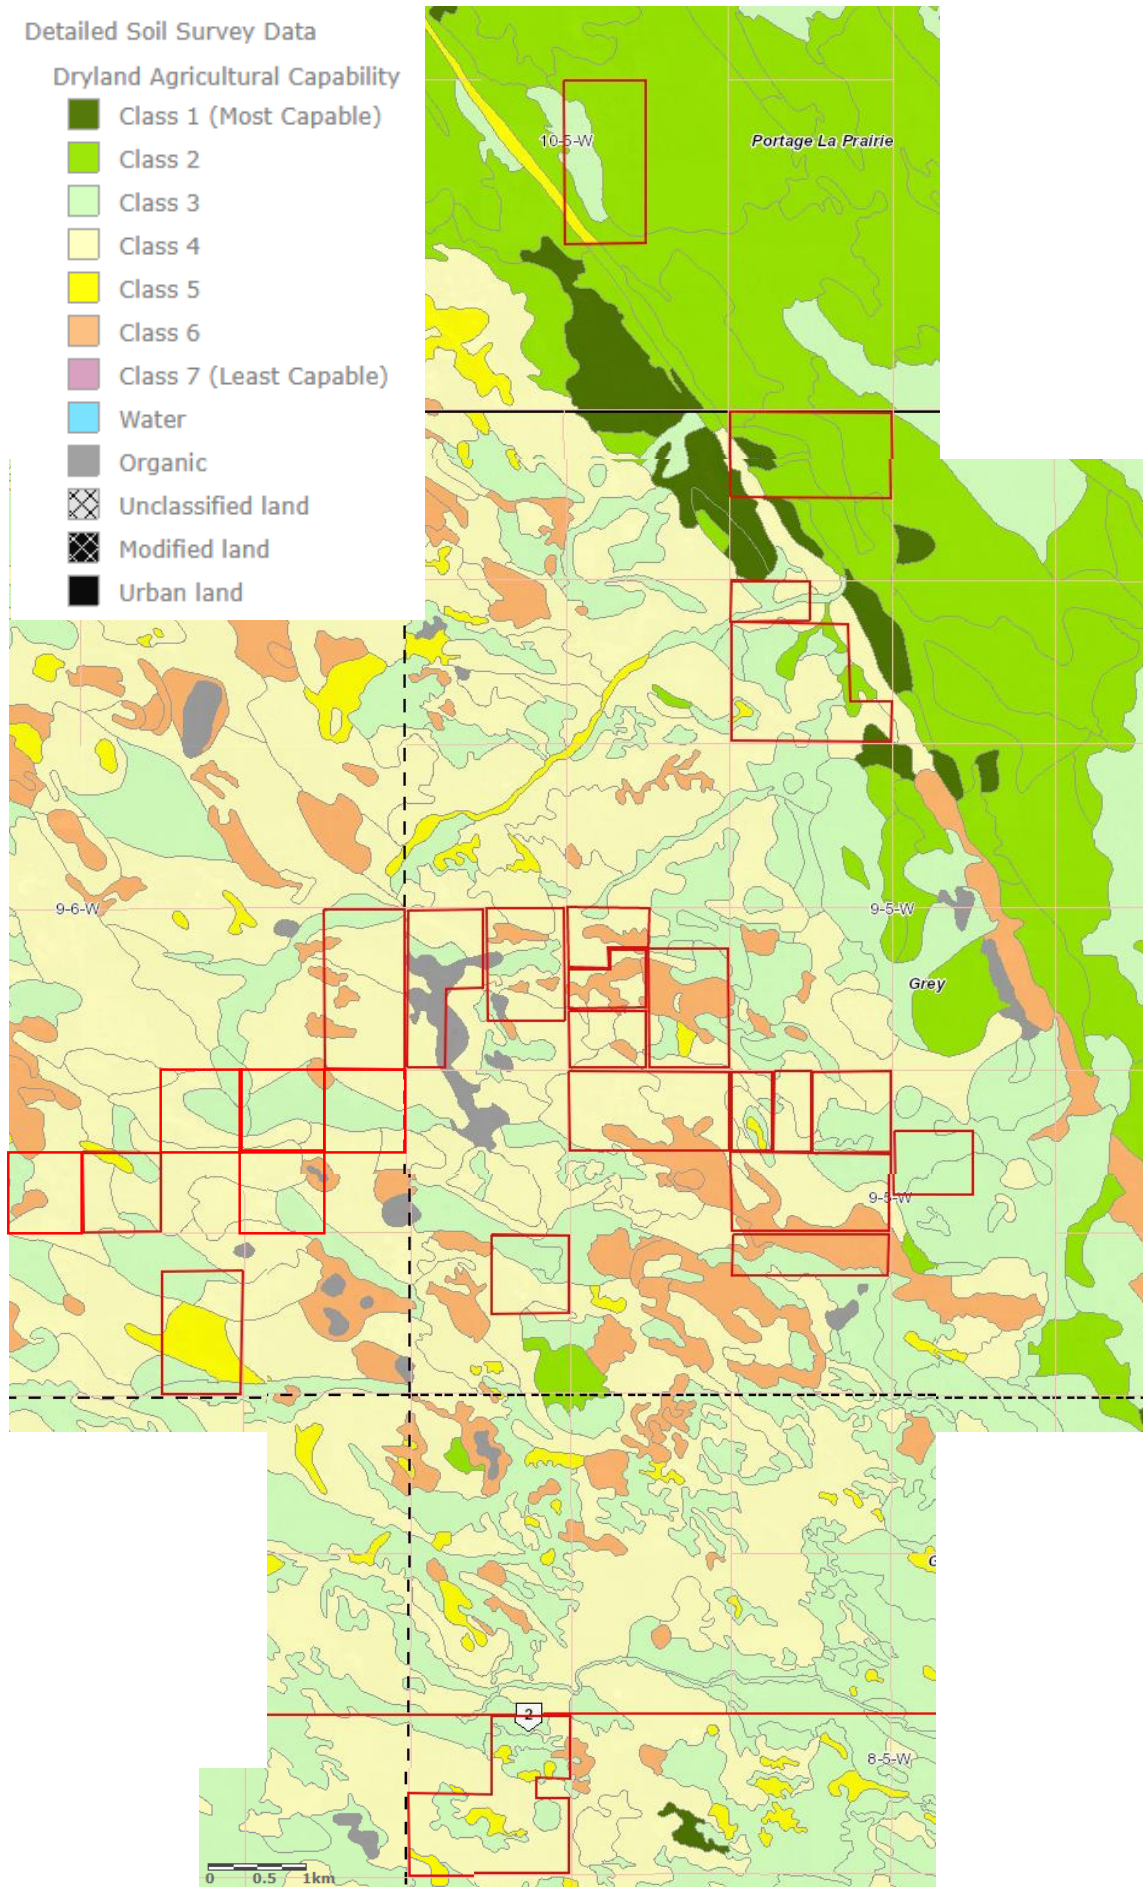 Detailed Soil Survey Data
Dryland Agricultural Capability
Class 1 (Most Capable)
Class 2
Class 3
Class 4
Class 5
Class 6
Class 7 (Least Capable)
Water
Organic
Unclassified land
Modified land
Urban land
10-5-W
Portage La Prairie
9-6-W
9-5-W
Grey
9-5-W
G
2
8-5-W
0 0.5 1km